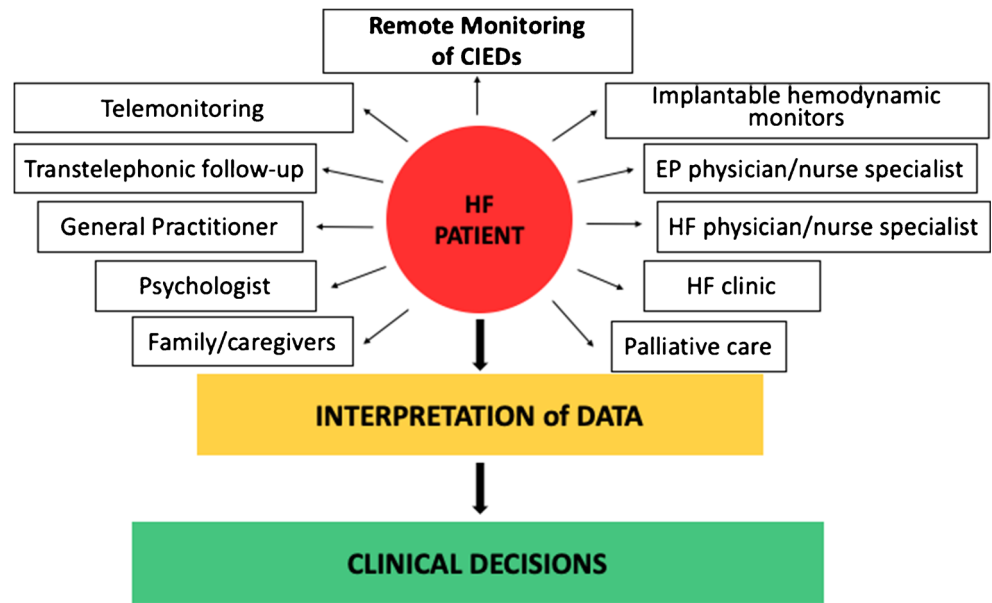 Remote Monitoring
of CIEDs
Telemonitoring
Implantable hemodynamic
monitors
Transtelephonic follow-up
EP physician/nurse specialist
General Practitioner
HF
PATIENT
HF physician/nurse specialist
Psychologist
HF clinic
Family/caregivers
Palliative care
INTERPRETATION of DATA
CLINICAL DECISIONS